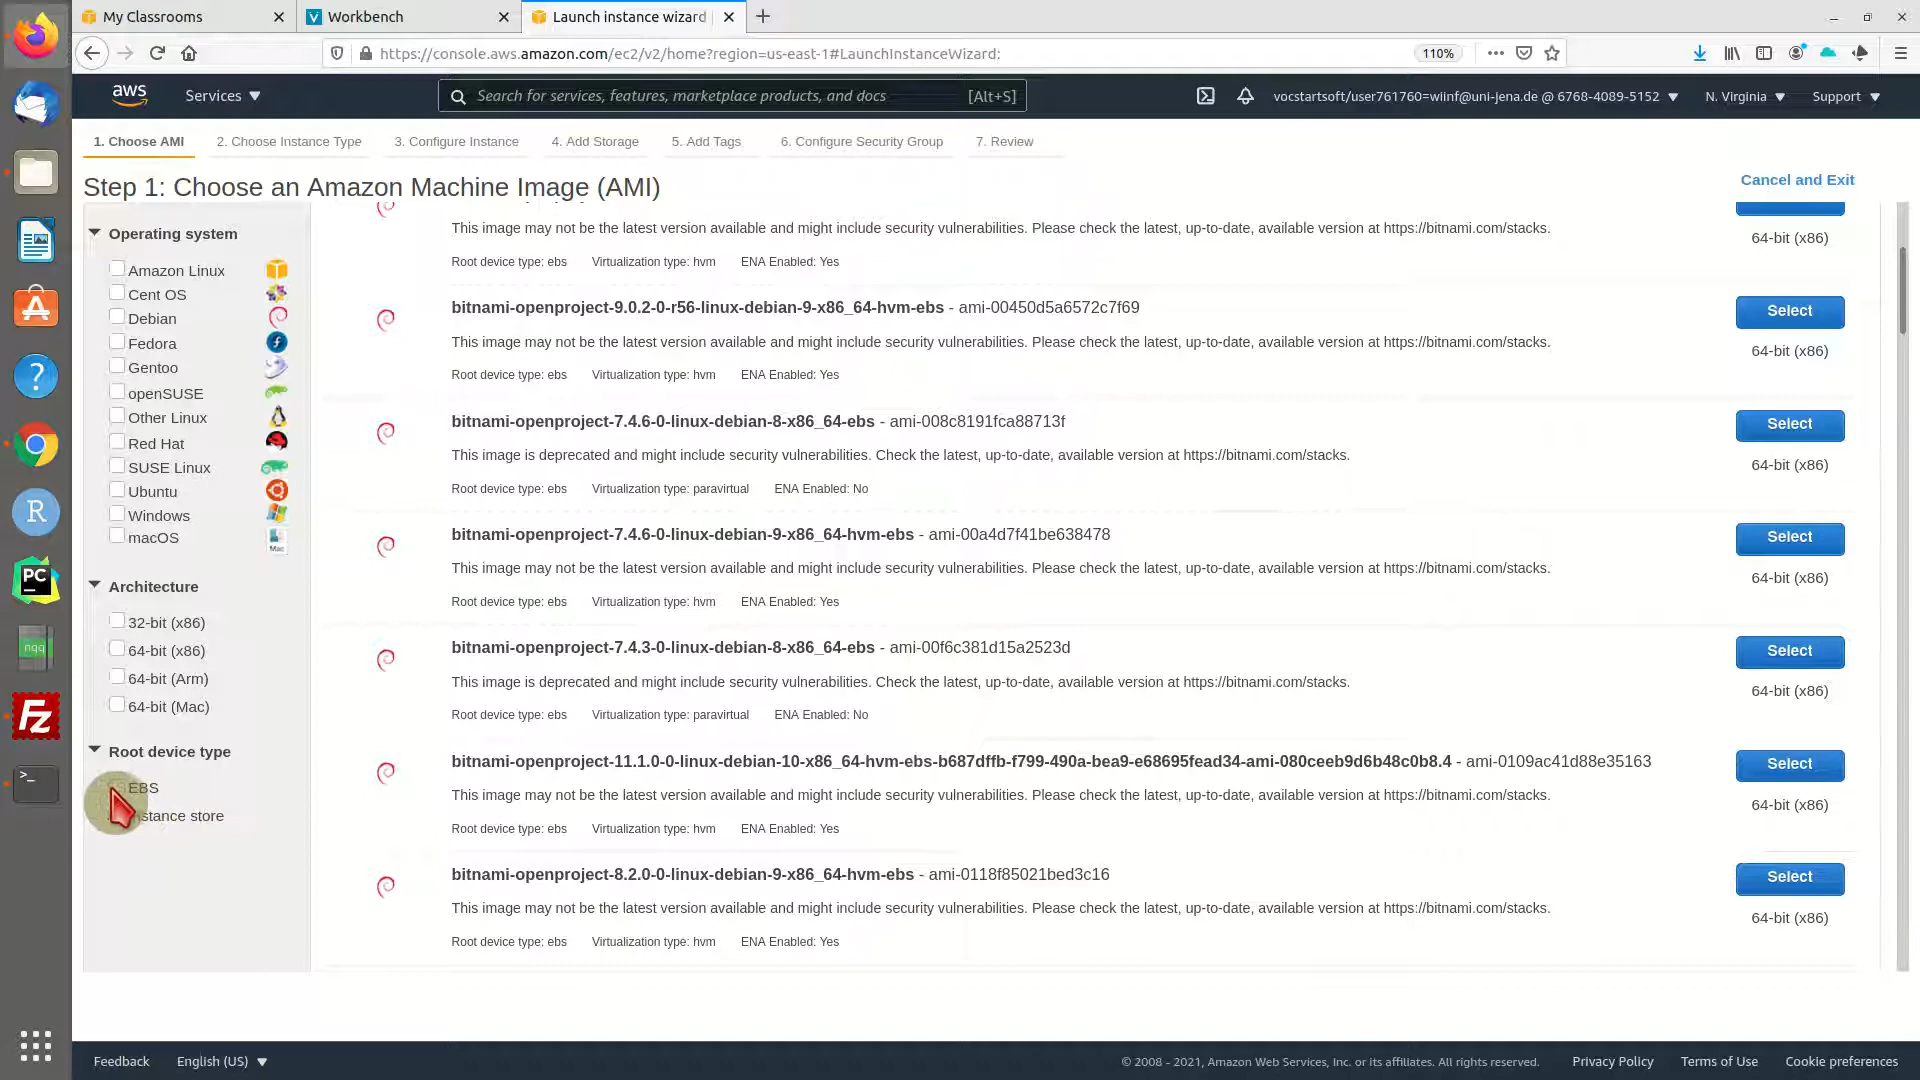 My Classrooms
Workbench
Launch instance wizard
https://console.aws.amazon.com/ec2/v2/home?region=us-east-1#LaunchInstanceWizard:
110%
aws
Services
Search for services, features, marketplace products, and docs
[Alt+S]
vocstartsoft/user761760=wiinf@uni-jena.de @ 6768-4089-5152
N. Virginia
Support
1. Choose AMI
2. Choose Instance Type
3. Configure Instance
4. Add Storage
5. Add Tags
6. Configure Security Group
7. Review
Step 1: Choose an Amazon Machine Image (AMI)
Cancel and Exit
Operating system
Amazon Linux
Cent OS
Debian
Fedora
Gentoo
openSUSE
Other Linux
Red Hat
SUSE Linux
Ubuntu
Windows
macOS
Mac
Architecture
32-bit (x86)
64-bit (x86)
64-bit (Arm)
64-bit (Mac)
Root device type
EBS
stance store
This image may not be the latest version available and might include security vulnerabilities. Please check the latest, up-to-date, available version at https://bitnami.com/stacks.
64-bit (x86)
Root device type: ebs Virtualization type: hvm ENA Enabled: Yes
bitnami-openproject-9.0.2-0-r56-linux-debian-9-x86_64-hvm-ebs - ami-00450d5a6572c7f69
Select
This image may not be the latest version available and might include security vulnerabilities. Please check the latest, up-to-date, available version at https://bitnami.com/stacks.
64-bit (x86)
Root device type: ebs Virtualization type: hvm ENA Enabled: Yes
bitnami-openproject-7.4.6-0-linux-debian-8-x86_64-ebs - ami-008c8191fca88713f
Select
This image is deprecated and might include security vulnerabilities. Check the latest, up-to-date, available version at https://bitnami.com/stacks.
64-bit (x86)
Root device type: ebs Virtualization type: paravirtual ENA Enabled: No
bitnami-openproject-7.4.6-0-linux-debian-9-x86_64-hvm-ebs - ami-00a4d7f41be638478
Select
This image may not be the latest version available and might include security vulnerabilities. Please check the latest, up-to-date, available version at https://bitnami.com/stacks.
64-bit (x86)
Root device type: ebs Virtualization type: hvm ENA Enabled: Yes
bitnami-openproject-7.4.3-0-linux-debian-8-x86_64-ebs - ami-00f6c381d15a2523d
Select
This image is deprecated and might include security vulnerabilities. Check the latest, up-to-date, available version at https://bitnami.com/stacks.
64-bit (x86)
Root device type: ebs Virtualization type: paravirtual ENA Enabled: No
bitnami-openproject-11.1.0-0-linux-debian-10-x86_64-hvm-ebs-b687dffb-f799-490a-bea9-e68695fead34-ami-080ceeb9d6b48c0b8.4 - ami-0109ac41d88e35163
Select
This image may not be the latest version available and might include security vulnerabilities. Please check the latest, up-to-date, available version at https://bitnami.com/stacks.
64-bit (x86)
Root device type: ebs Virtualization type: hvm ENA Enabled: Yes
bitnami-openproject-8.2.0-0-linux-debian-9-x86_64-hvm-ebs - ami-0118f85021bed3c16
Select
This image may not be the latest version available and might include security vulnerabilities. Please check the latest, up-to-date, available version at https://bitnami.com/stacks.
64-bit (x86)
Root device type: ebs Virtualization type: hvm ENA Enabled: Yes
R
PC
nqq
Fz
Feedback
English (US)
© 2008 - 2021, Amazon Web Services, Inc. or its affiliates. All rights reserved.
Privacy Policy
Terms of Use
Cookie preferences